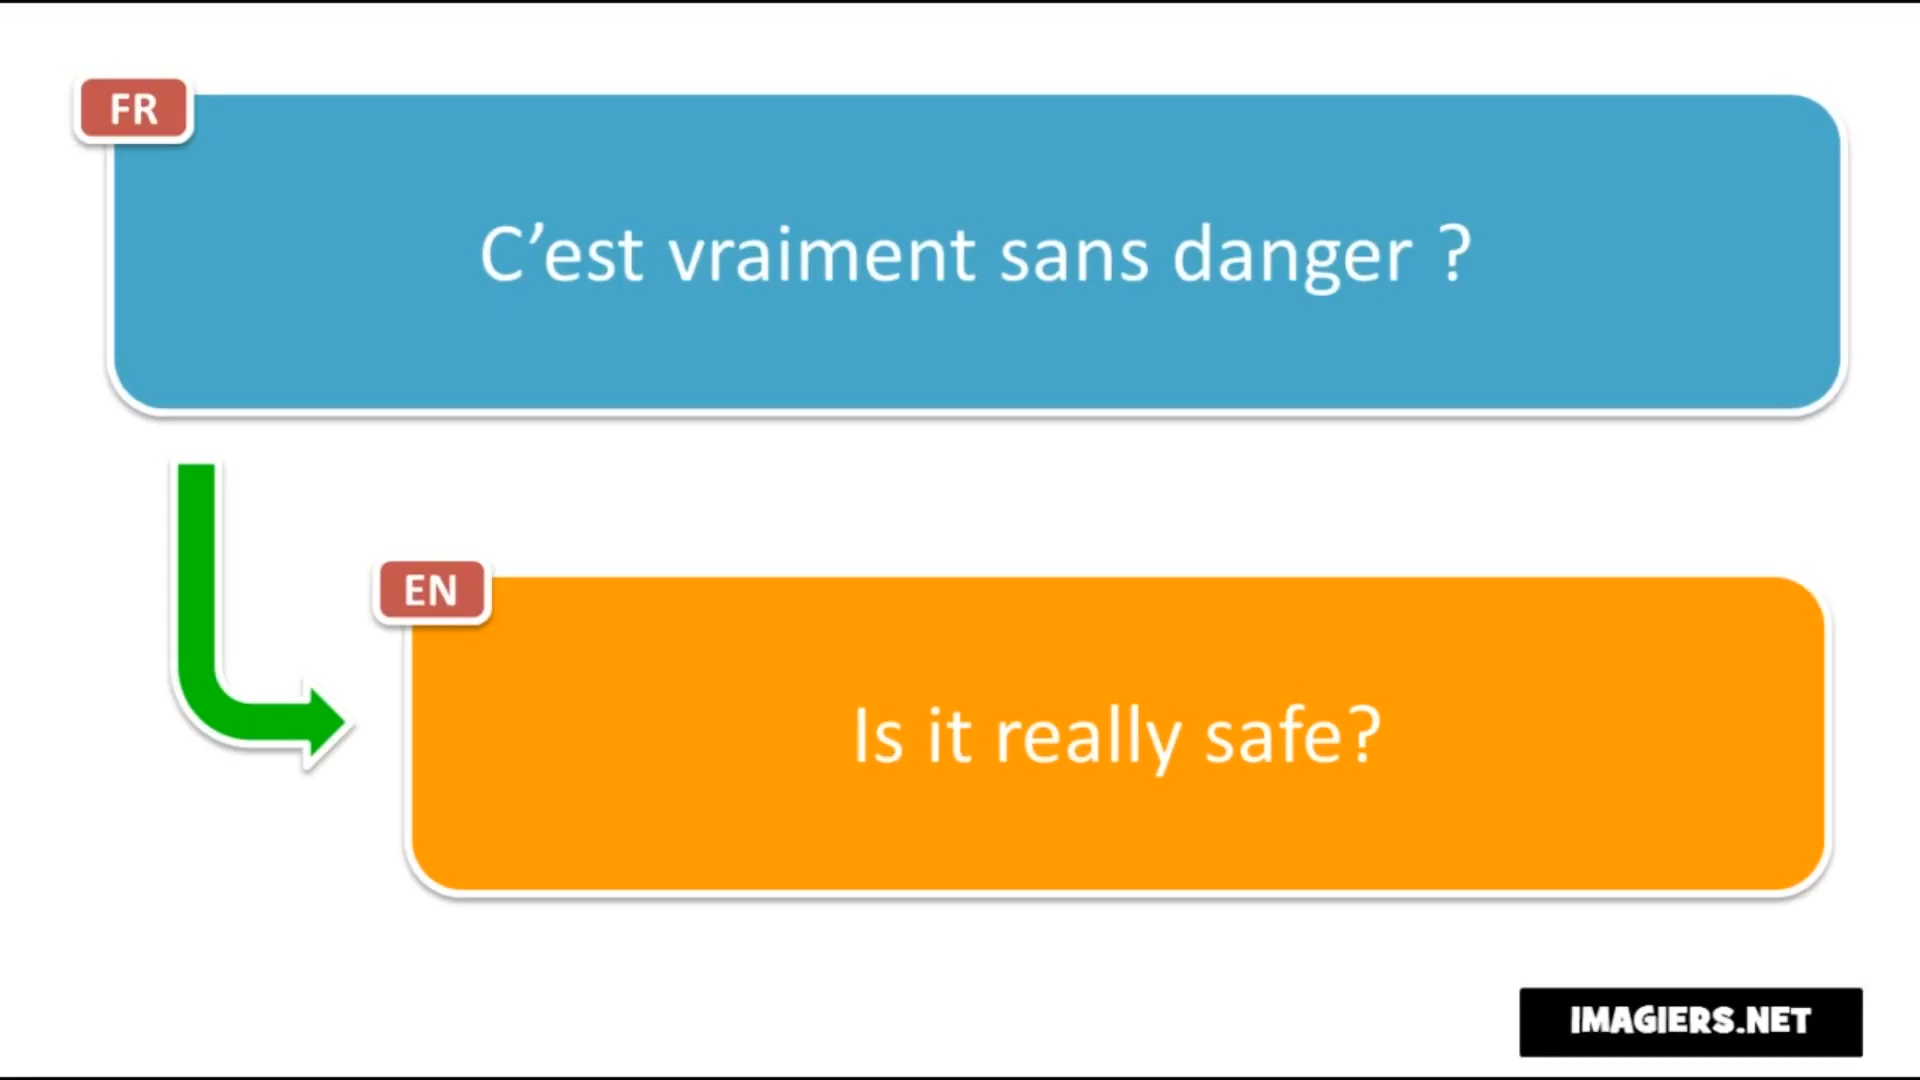 FR
C’est vraiment sans danger ?
EN
Is it really safe?
IMAGIERS.NET